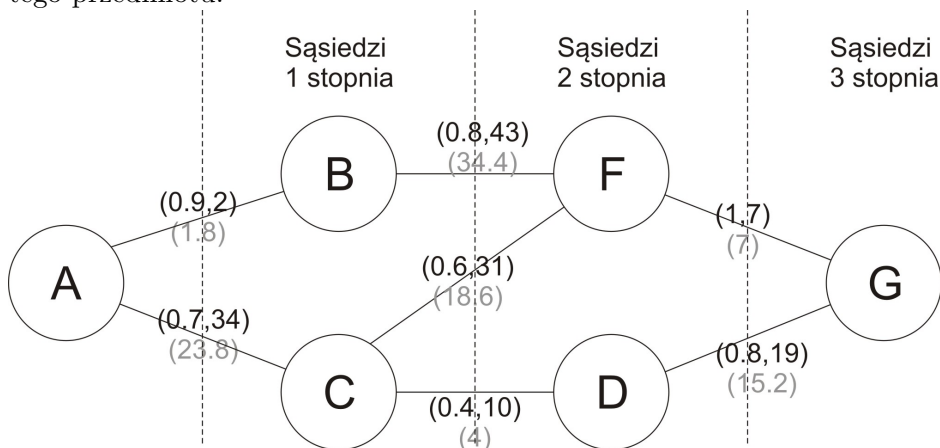 tego przedmiotu.
Sąsiedzi
1 stopnia
Sąsiedzi
2 stopnia
Sąsiedzi
3 stopnia
(0.8,43)
(34.4)
B
F
(0.9,2)
(1.8)
(1,7)
(7)
A
(0.6,31)
(18.6)
G
(0.7,34)
(23.8)
(0.8,19)
(15.2)
C
D
(0.4,10)
(4)